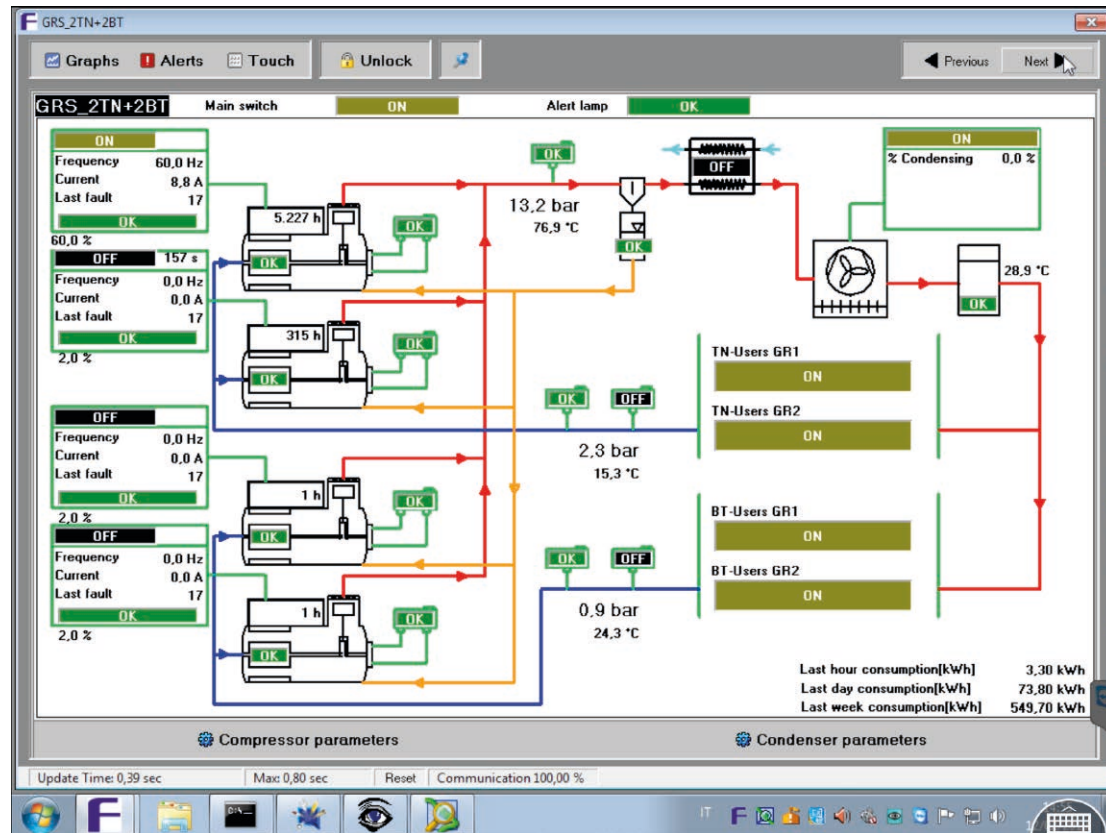 GRS_2TN+2BT
Graphs Alerts Touch Unlock Previous Next
GRS_2TN+2BT Main switch ON Alert lamp OK
ON
Frequency 60,0 Hz
Current 8,8 A
Last fault 17
OK
60,0 %
OFF 157 s
Frequency 0,0 Hz
Current 0,0 A
Last fault 17
OK
2,0 %
OFF
Frequency 0,0 Hz
Current 0,0 A
Last fault 17
OK
2,0 %
OFF
Frequency 0,0 Hz
Current 0,0 A
Last fault 17
OK
2,0 %
5.227 h
OK
OK
315 h
OK
OK
1 h
OK
OK
1 h
OK
OK
OK
13,2 bar
76,9 °C
OK
OFF
ON
% Condensing 0,0 %
28,9 °C
OK
OK OFF
2,3 bar
15,3 °C
TN-Users GR1
ON
TN-Users GR2
ON
OK OFF
0,9 bar
24,3 °C
BT-Users GR1
ON
BT-Users GR2
ON
Last hour consumption[kWh] 3,30 kWh
Last day consumption[kWh] 73,80 kWh
Last week consumption[kWh] 549,70 kWh
Compressor parameters Condenser parameters
Update Time: 0,39 sec Max: 0,80 sec Reset Communication 100,00 %
IT